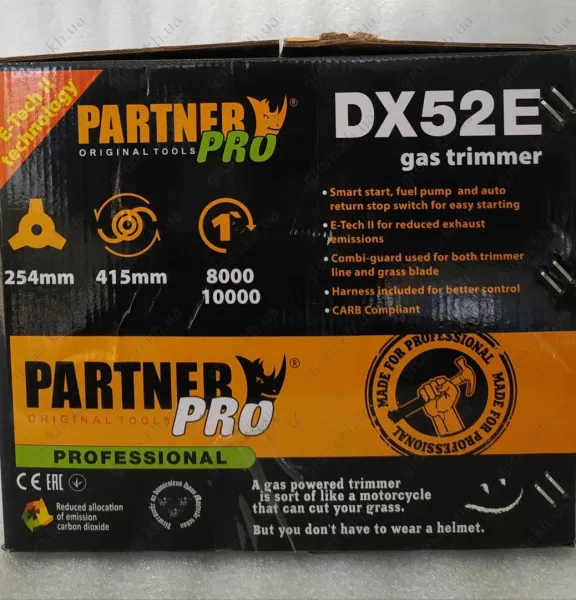 E-Tech II
technology
PARTNER
®
PRO
ORIGINAL TOOLS
DX52E
gas trimmer
• Smart start, fuel pump and auto
return stop switch for easy starting
• E-Tech II for reduced exhaust
emissions
• Combi-guard used for both trimmer
line and grass blade
• Harness included for better control
• CARB Compliant
1
254mm
415mm
8000
10000
PARTNER
®
PRO
ORIGINAL TOOLS
PROFESSIONAL
MADE FOR PROFESSIONAL
MADE FOR PROFESSIONAL
CE EAC
Reduced allocation
of emission
carbon dioxide
A gas powered trimmer
is sort of like a motorcycle
that can cut your grass.
But you don't have to wear a helmet.